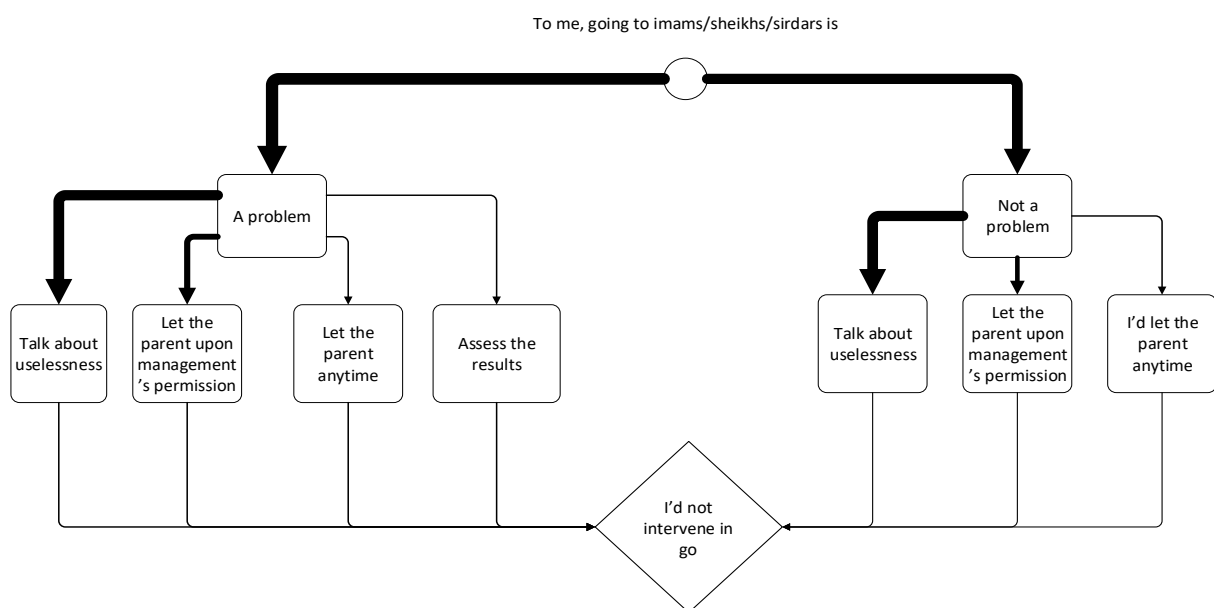 To me, going to imams/sheikhs/sirdars is
A problem
Not a
problem
Talk about
uselessness
Let the
parent upon
management
's permission
Let the
parent
anytime
Assess the
results
Talk about
uselessness
Let the
parent upon
management
's permission
I'd let the
parent
anytime
I'd not
intervene in
go